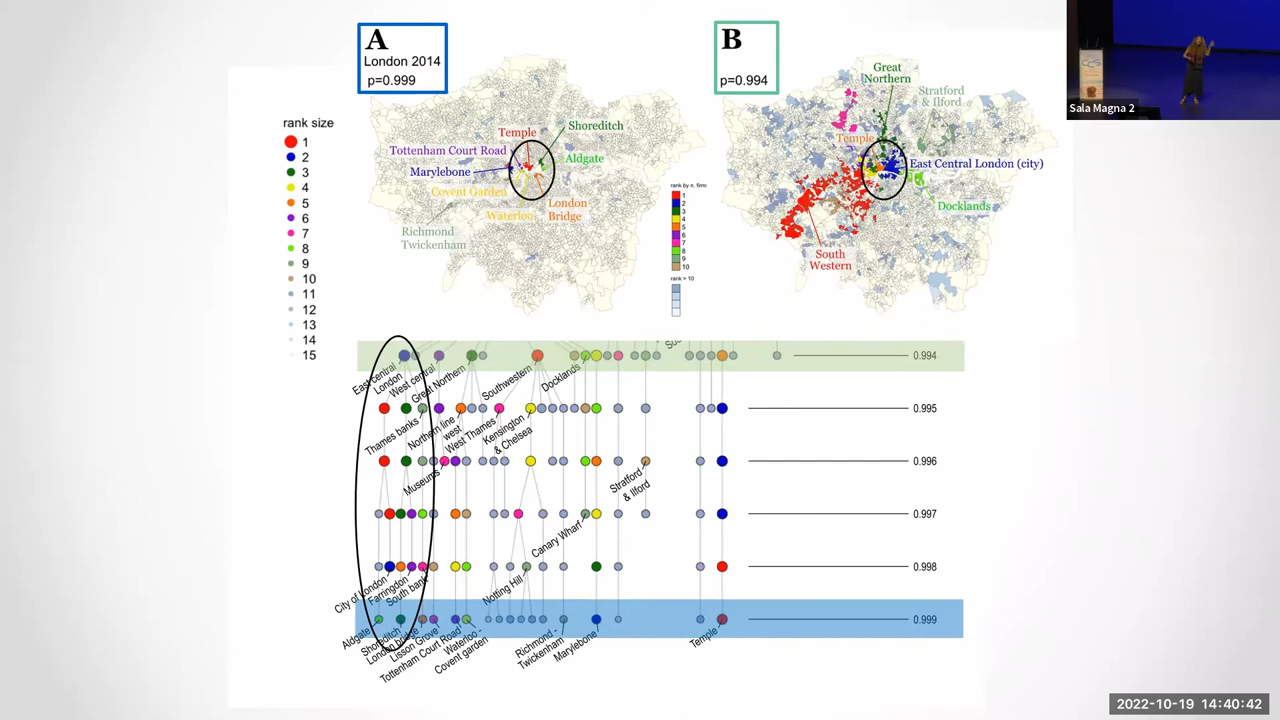 A
London 2014
p=0.999
B
p=0.994
Sala Magna 2
rank size
1
2
3
4
5
6
7
8
9
10
11
12
13
14
15
Temple
Shoreditch
Tottenham Court Road
Aldgate
Marylebone
Covent Garden
London
Bridge
Waterloo
Richmond
Twickenham
rank by n. firm
1
2
3
4
5
6
7
8
9
10
rank > 10
Great
Northern
Stratford
& Ilford
Temple
East Central London (city)
Docklands
South
Western
East central
London
West central
Great Northern
Southwestern
Docklands
0.994
Thames banks
Northern line
west
West Thames
Kensington
& Chelsea
0.995
Museums
Stratford
& Ilford
0.996
Canary Wharf
0.997
City of London
Farringdon
South bank
Notting Hill
0.998
Aldgate
Shoreditch
London bridge
Lisson Grove
Tottenham Court Road
Waterloo -
Covent garden
Richmond -
Twickenham
Marylebone
Temple
0.999
2022-10-19 14:40:42